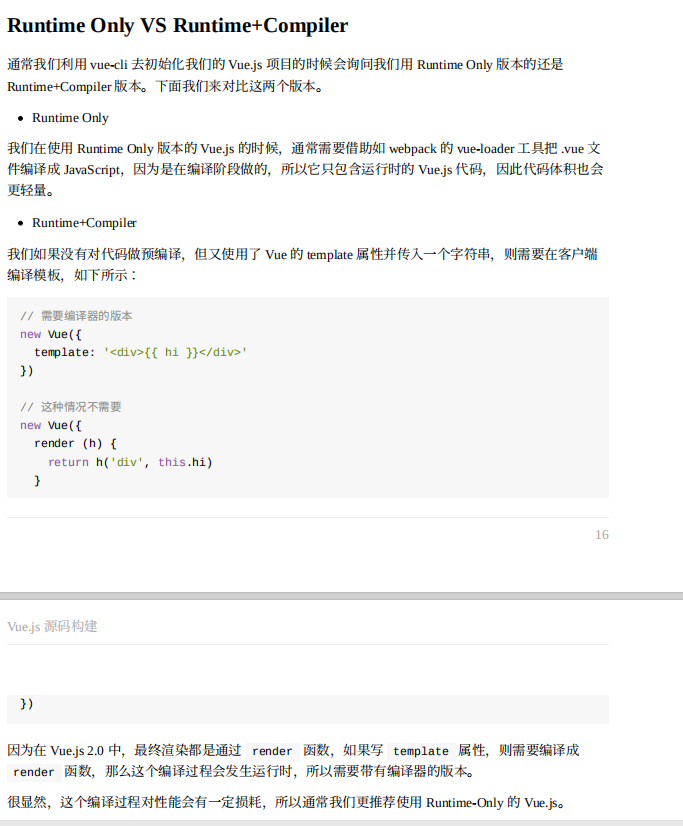 Runtime Only VS Runtime+Compiler
通常我们利用 vue-cli 去初始化我们的 Vue.js 项目的时候会询问我们用 Runtime Only 版本的还是
Runtime+Compiler 版本。下面我们来对比这两个版本。
• Runtime Only
我们在使用 Runtime Only 版本的 Vue.js 的时候，通常需要借助如 webpack 的 vue-loader 工具把 .vue 文
件编译成 JavaScript，因为是在编译阶段做的，所以它只包含运行时的 Vue.js 代码，因此代码体积也会
更轻量。
• Runtime+Compiler
我们如果没有对代码做预编译，但又使用了 Vue 的 template 属性并传入一个字符串，则需要在客户端
编译模板，如下所示：
// 需要编译器的版本
new Vue({
  template: '<div>{{ hi }}</div>'
})
// 这种情况不需要
new Vue({
  render (h) {
    return h('div', this.hi)
  }
16
Vue.js 源码构建
})
因为在 Vue.js 2.0 中，最终渲染都是通过 render 函数，如果写 template 属性，则需要编译成
render 函数，那么这个编译过程会发生运行时，所以需要带有编译器的版本。
很显然，这个编译过程对性能会有一定损耗，所以通常我们更推荐使用 Runtime-Only 的 Vue.js。